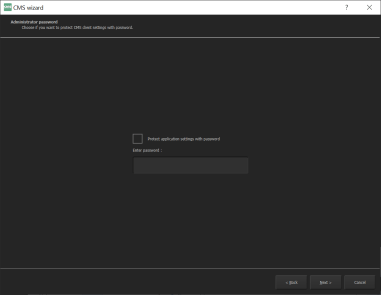 CMS wizard
Administrator password
Choose if you want to protect CMS client settings with password.
Protect application settings with password
Enter password :
< Back
Next >
Cancel